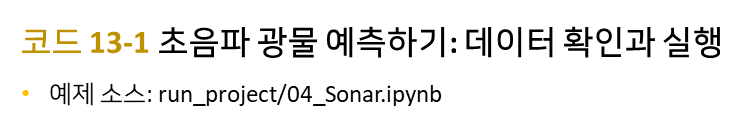 코드 13-1 초음파 광물 예측하기: 데이터 확인과 실행
• 예제 소스: run_project/04_Sonar.ipynb